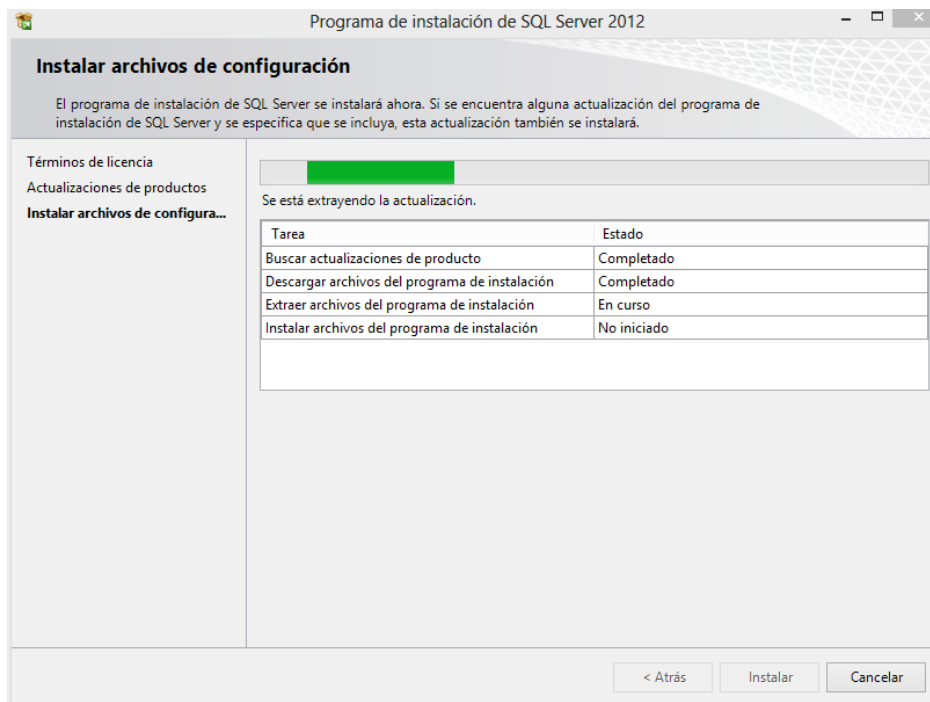 Programa de instalación de SQL Server 2012
Instalar archivos de configuración
El programa de instalación de SQL Server se instalará ahora. Si se encuentra alguna actualización del programa de
instalación de SQL Server y se especifica que se incluya, esta actualización también se instalará.
Términos de licencia
Actualizaciones de productos
Instalar archivos de configura...
Se está extrayendo la actualización.
Tarea Estado
Buscar actualizaciones de producto Completado
Descargar archivos del programa de instalación Completado
Extraer archivos del programa de instalación En curso
Instalar archivos del programa de instalación No iniciado
< Atrás Instalar Cancelar